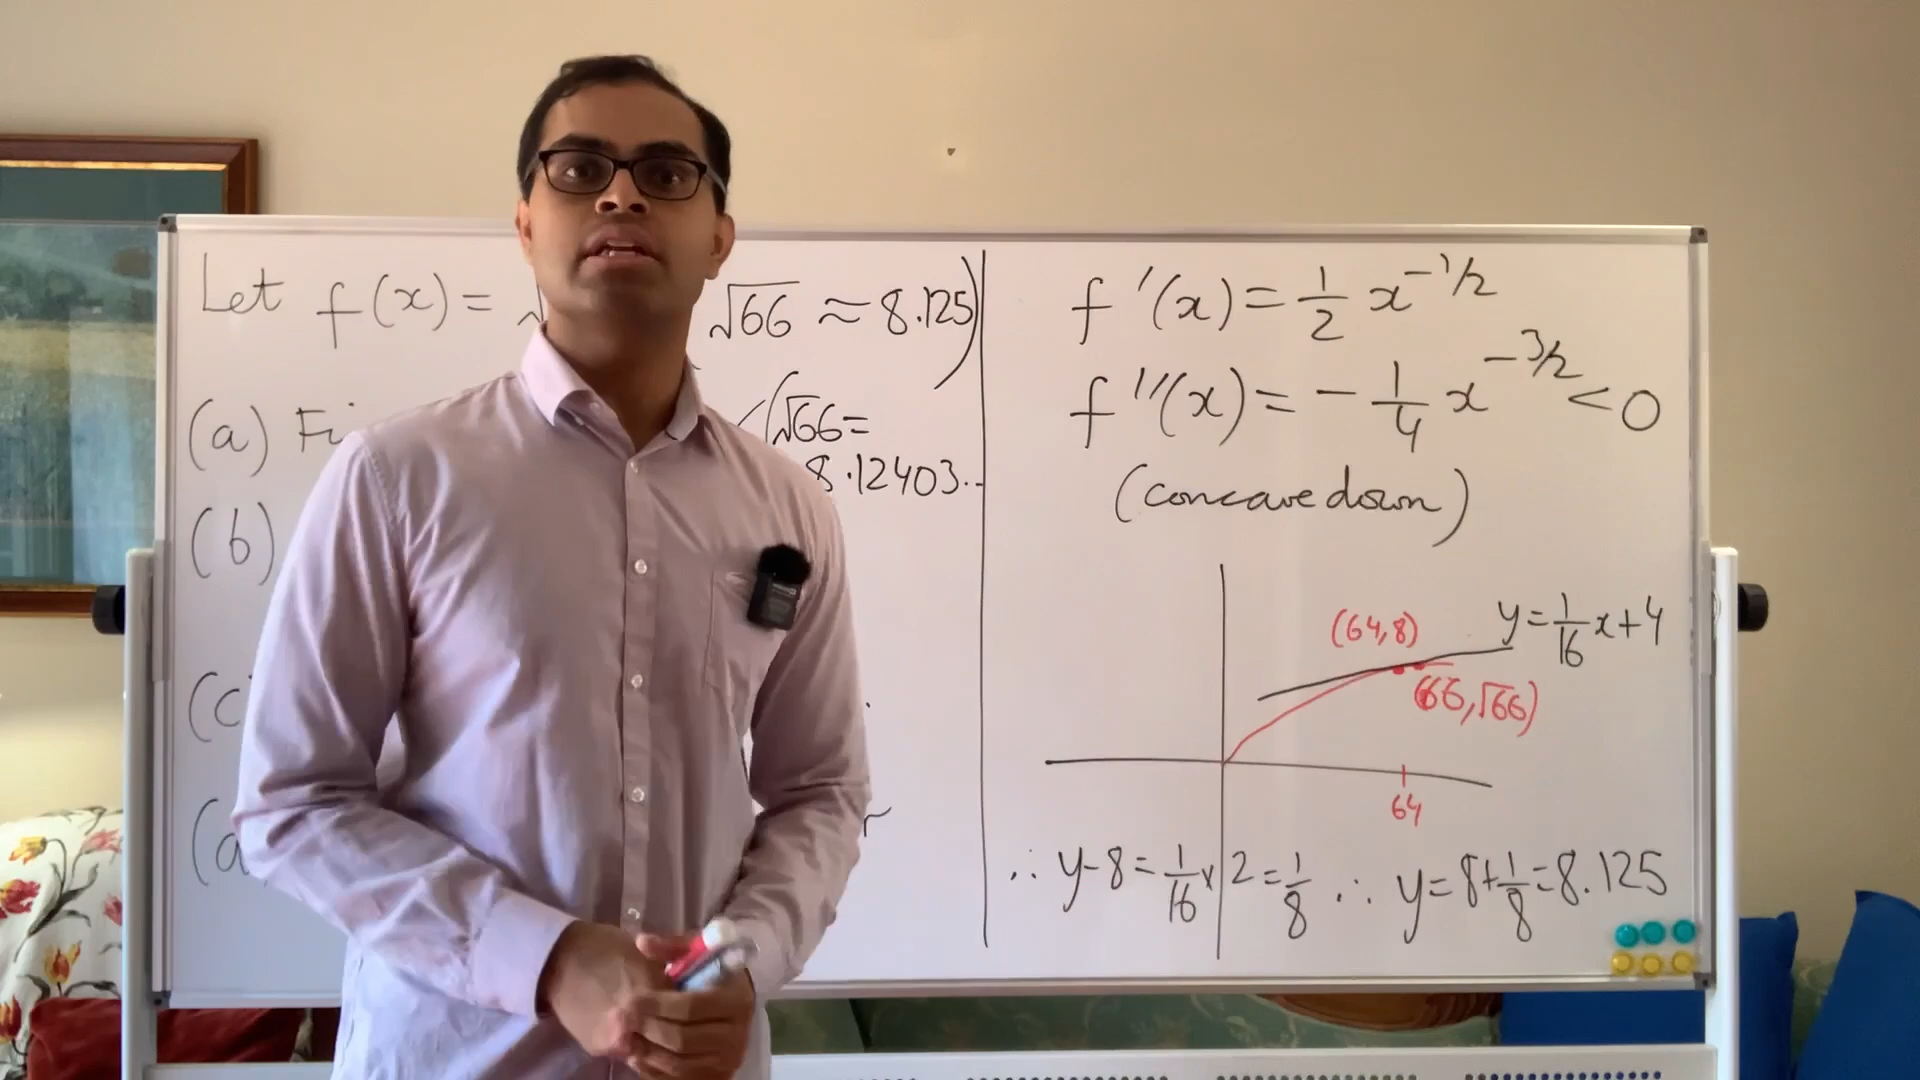 Let f(x) = √
√66 ≈ 8.125)
(a) Fi
(√66 =
8.12403..
(b)
(c
(d
r
f'(x) = 1/2 x^(-1/2)
f''(x) = -1/4 x^(-3/2) < 0
(concave down)
(64,8)
y = 1/16 x + 4
(66,√66)
64
∴ y-8 = 1/16 × 2 = 1/8 ∴ y = 8 + 1/8 = 8.125